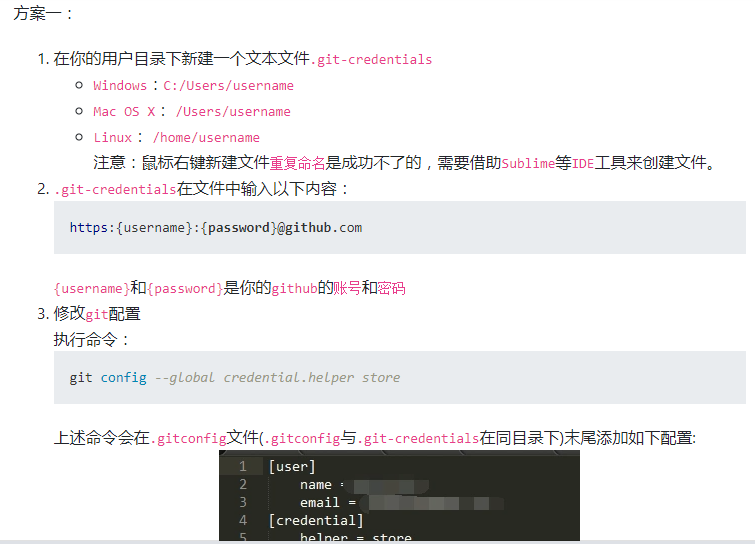 方案一：
1. 在你的用户目录下新建一个文本文件.git-credentials
Windows：C:/Users/username
Mac OS X： /Users/username
Linux： /home/username
注意：鼠标右键新建文件重复命名是成功不了的，需要借助Sublime等IDE工具来创建文件。
2. .git-credentials在文件中输入以下内容：
https:{username}:{password}@github.com
{username}和{password}是你的github的账号和密码
3. 修改git配置
执行命令：
git config --global credential.helper store
上述命令会在.gitconfig文件(.gitconfig与.git-credentials在同目录下)末尾添加如下配置:
1 [user]
2 name =
3 email =
4 [credential]
5 helper = store